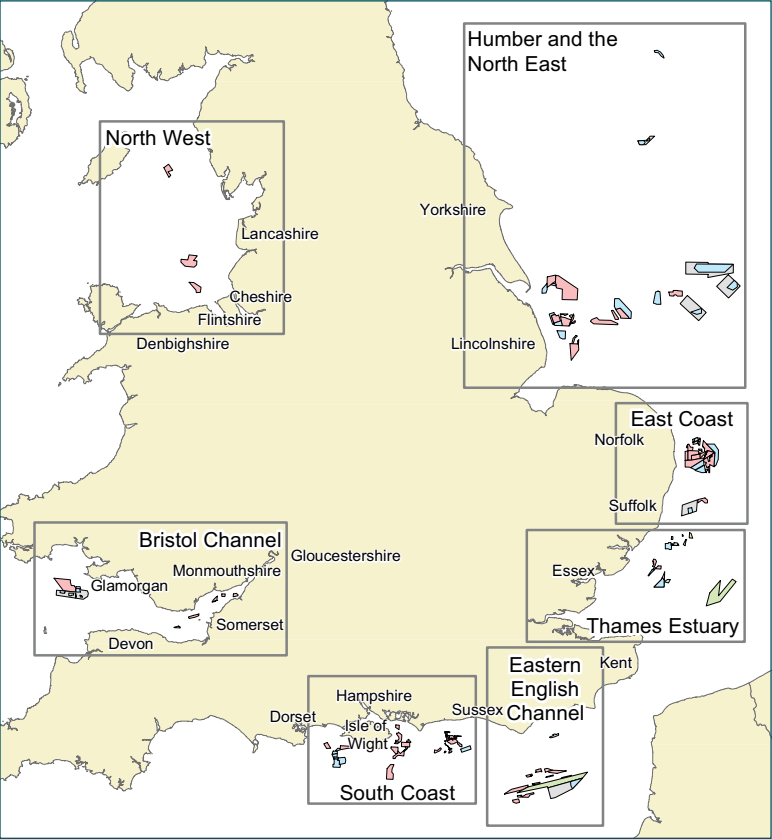 Humber and the
North East
North West
Yorkshire
Lancashire
Cheshire
Flintshire
Denbighshire
Lincolnshire
East Coast
Norfolk
Suffolk
Bristol Channel
Gloucestershire
Monmouthshire
Glamorgan
Essex
Somerset
Thames Estuary
Devon
Eastern
English
Channel
Kent
Hampshire
Dorset
Sussex
Isle of
Wight
South Coast